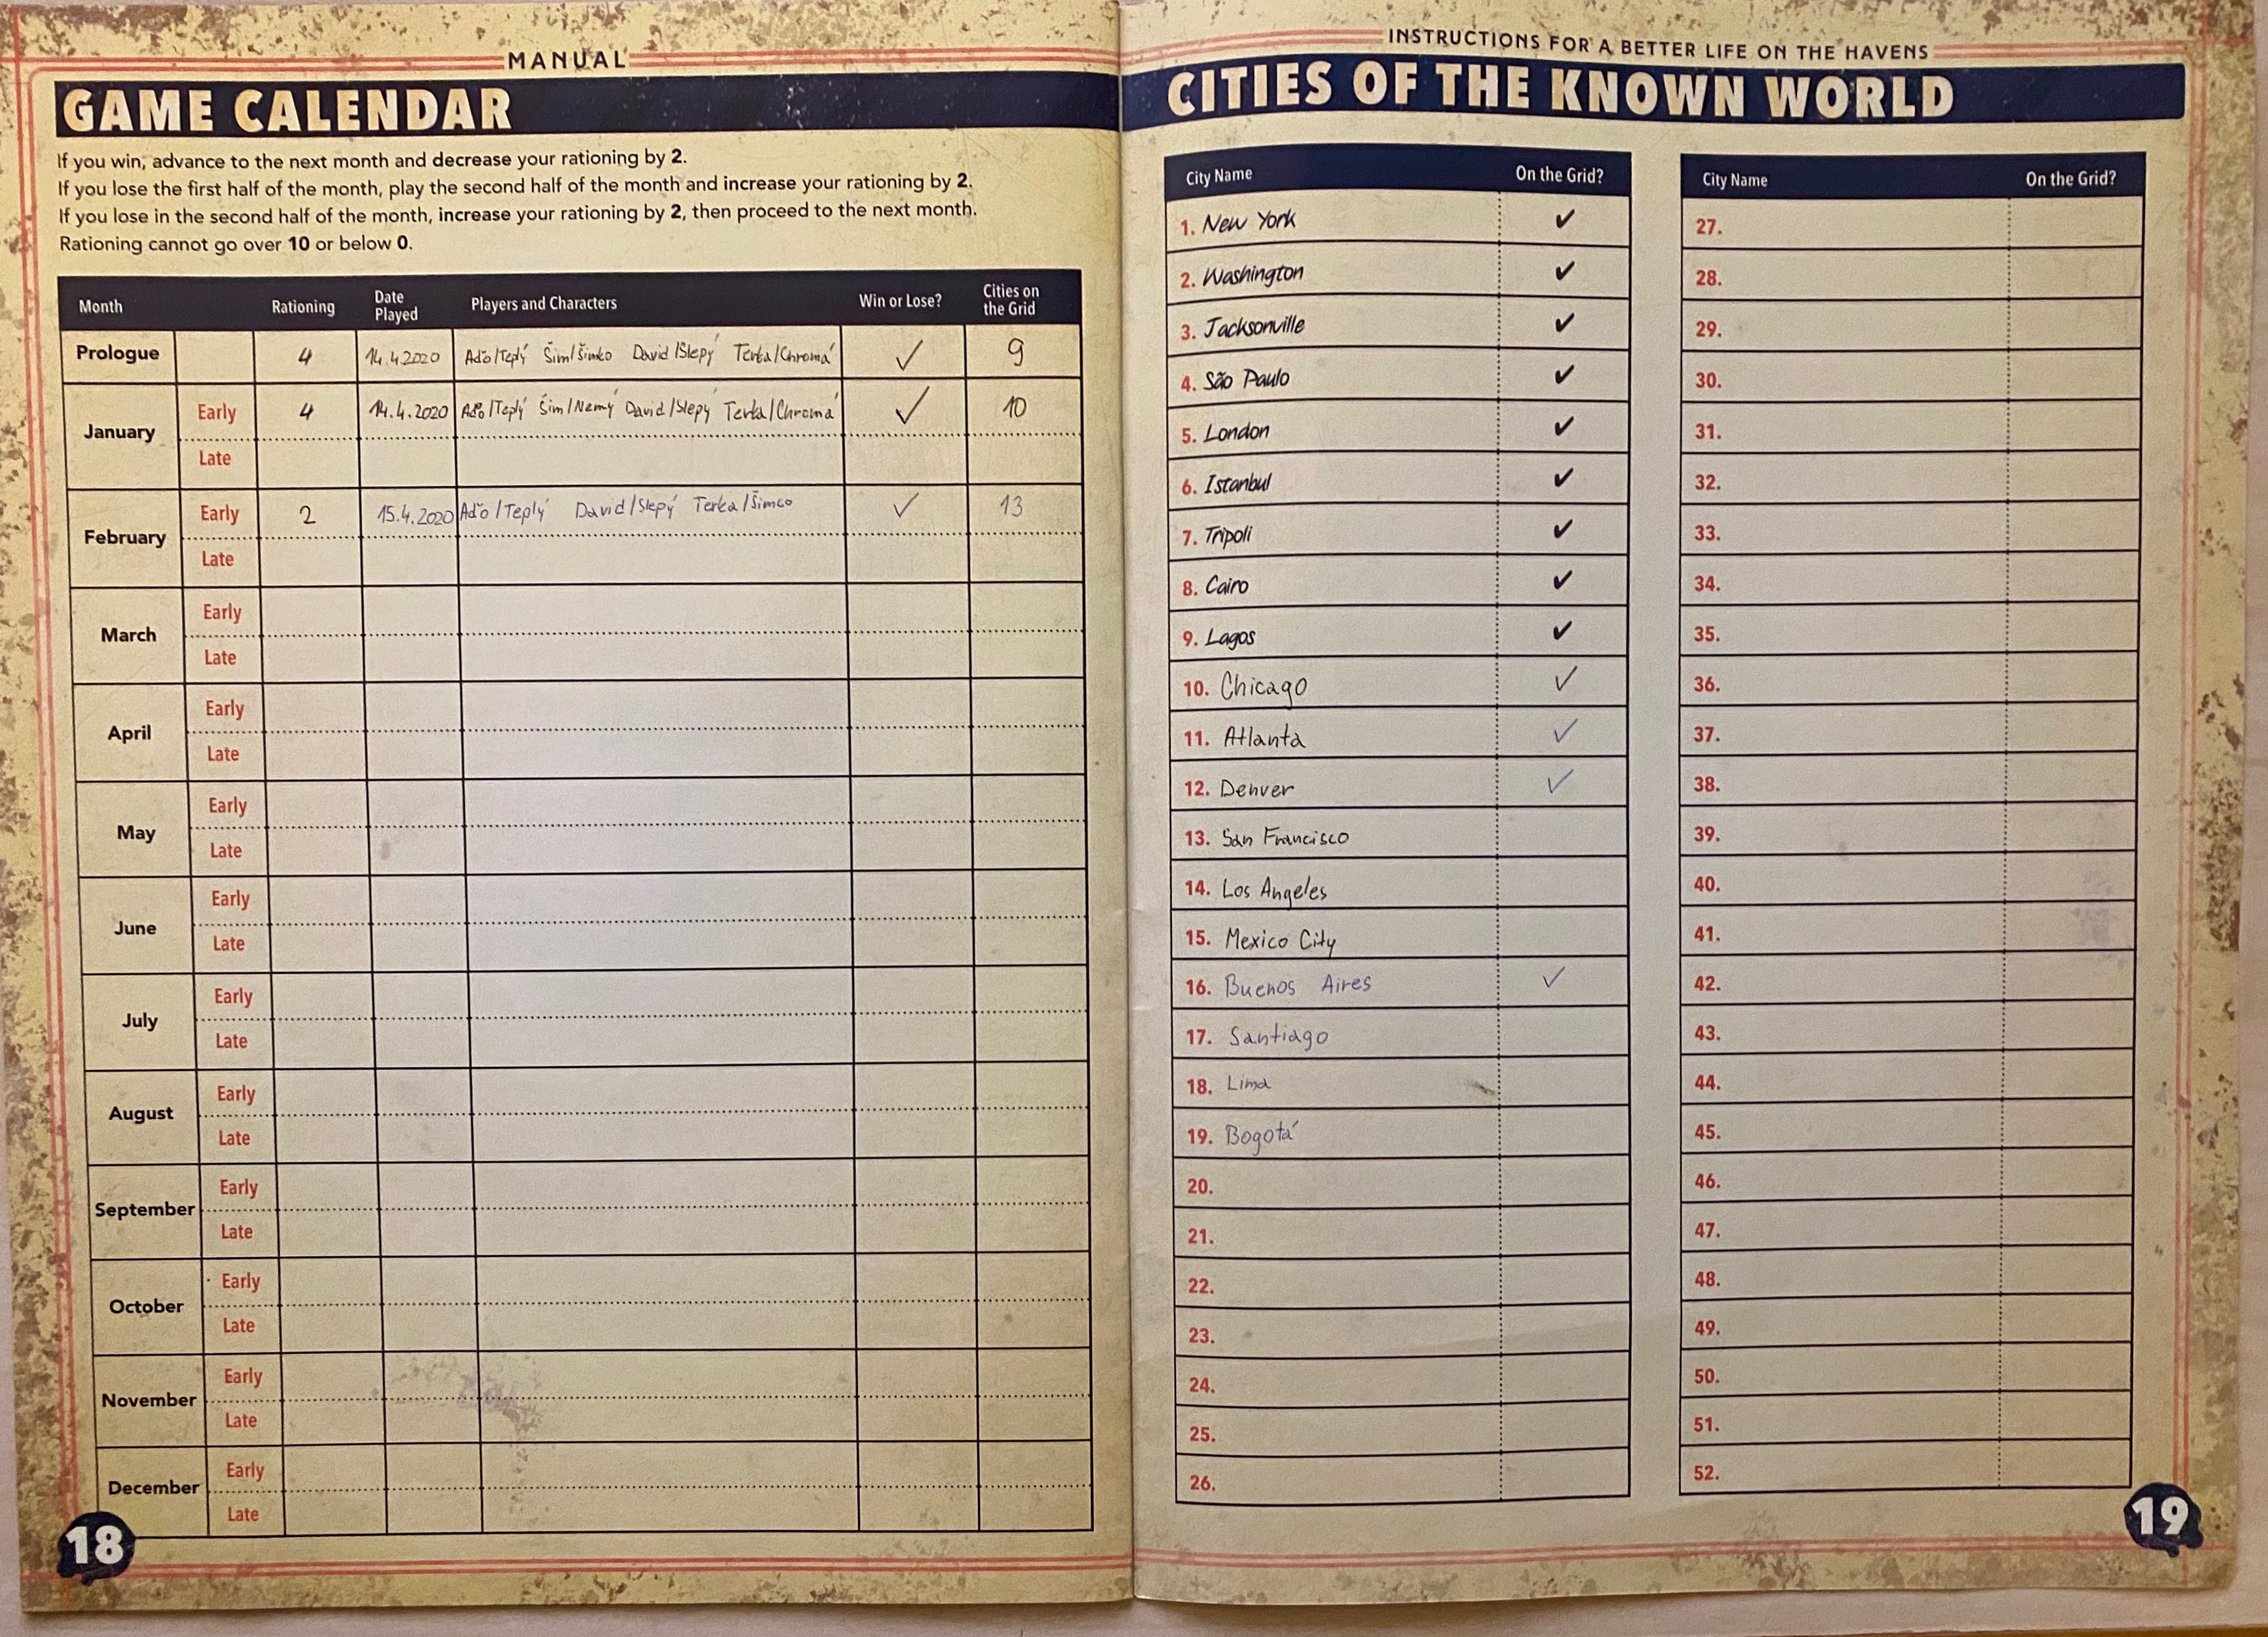 MANUAL
GAME CALENDAR
If you win, advance to the next month and decrease your rationing by 2.
If you lose the first half of the month, play the second half of the month and increase your rationing by 2.
If you lose in the second half of the month, increase your rationing by 2, then proceed to the next month.
Rationing cannot go over 10 or below 0.
Month Rationing Date Played Players and Characters Win or Lose? Cities on the Grid
Prologue 4 14.4.2020 Aďo/Teplý Šim/Šimko David/Slepý Terka/Chromá ✓ 9
January Early 4 14.4.2020 Aďo/Teplý Šim/Nemý David/Slepý Terka/Chromá ✓ 10
Late
February Early 2 15.4.2020 Aďo/Teplý David/Slepý Terka/Šimco ✓ 13
Late
March Early
Late
April Early
Late
May Early
Late
June Early
Late
July Early
Late
August Early
Late
September Early
Late
October Early
Late
November Early
Late
December Early
Late
18
INSTRUCTIONS FOR A BETTER LIFE ON THE HAVENS
CITIES OF THE KNOWN WORLD
City Name On the Grid?
1. New York ✓
2. Washington ✓
3. Jacksonville ✓
4. São Paulo ✓
5. London ✓
6. Istanbul ✓
7. Tripoli ✓
8. Cairo ✓
9. Lagos ✓
10. Chicago ✓
11. Atlanta ✓
12. Denver ✓
13. San Francisco
14. Los Angeles
15. Mexico City
16. Buenos Aires ✓
17. Santiago
18. Lima
19. Bogotá
20.
21.
22.
23.
24.
25.
26.
City Name On the Grid?
27.
28.
29.
30.
31.
32.
33.
34.
35.
36.
37.
38.
39.
40.
41.
42.
43.
44.
45.
46.
47.
48.
49.
50.
51.
52.
19